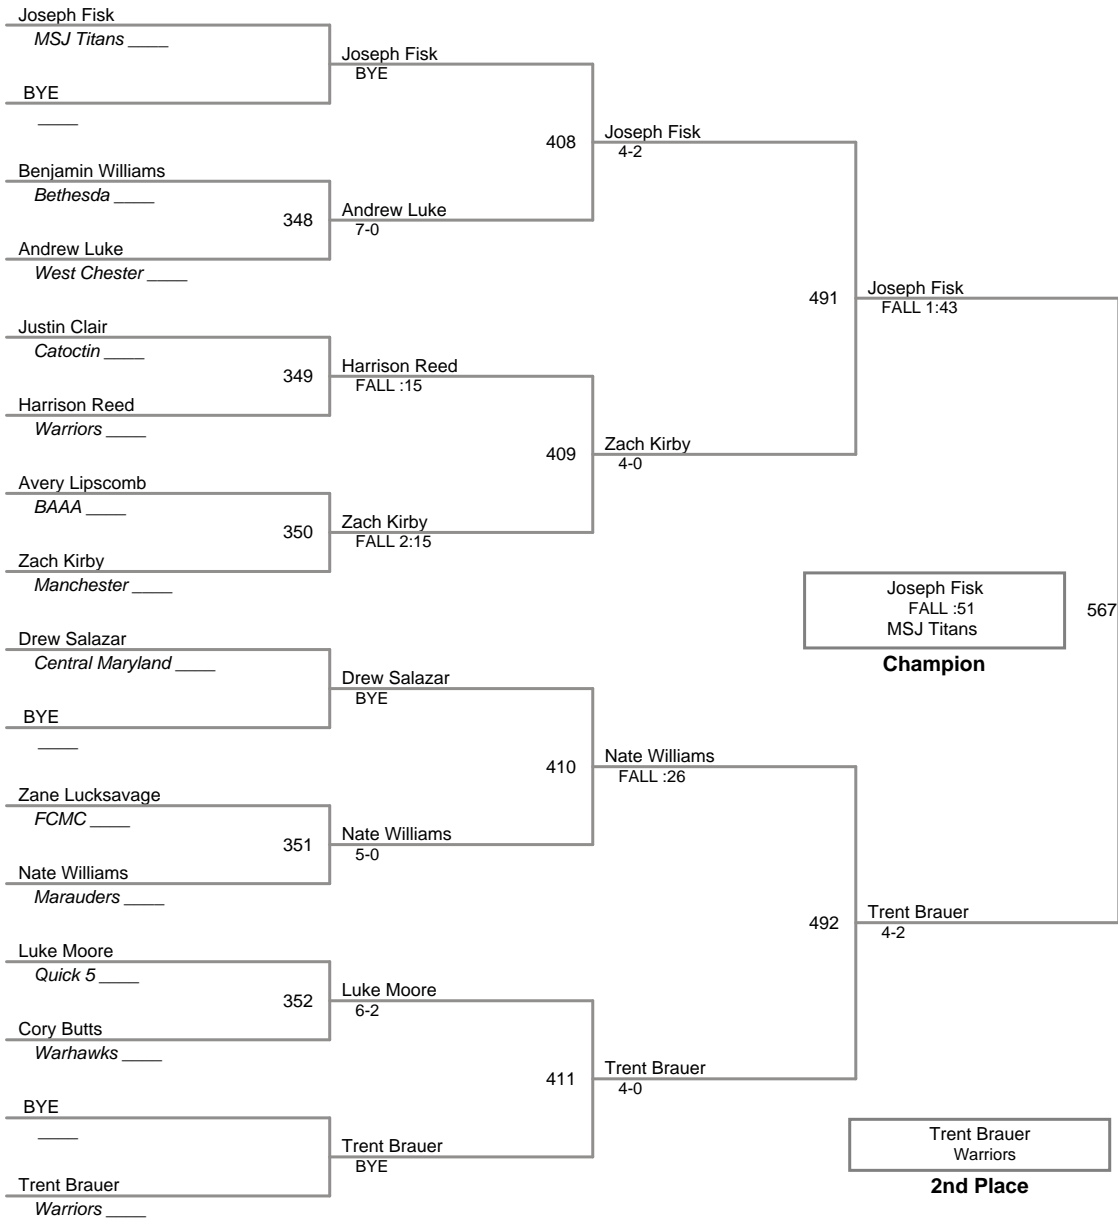 Joseph Fisk
MSJ Titans ____
BYE
____
Benjamin Williams
Bethesda ____
348
Andrew Luke
West Chester ____
Justin Clair
Catoctin ____
349
Harrison Reed
Warriors ____
Avery Lipscomb
BAAA ____
350
Zach Kirby
Manchester ____
Drew Salazar
Central Maryland ____
BYE
____
Zane Lucksavage
FCMC ____
351
Nate Williams
Marauders ____
Luke Moore
Quick 5 ____
352
Cory Butts
Warhawks ____
BYE
____
Trent Brauer
Warriors ____
Joseph Fisk
BYE
408
Andrew Luke
7-0
Harrison Reed
FALL :15
409
Zach Kirby
FALL 2:15
Drew Salazar
BYE
410
Nate Williams
5-0
Luke Moore
6-2
411
Trent Brauer
BYE
Joseph Fisk
4-2
491
Zach Kirby
4-0
Nate Williams
FALL :26
492
Trent Brauer
4-0
Joseph Fisk
FALL 1:43
567
Trent Brauer
4-2
Joseph Fisk
FALL :51
MSJ Titans
Champion
Trent Brauer
Warriors
2nd Place